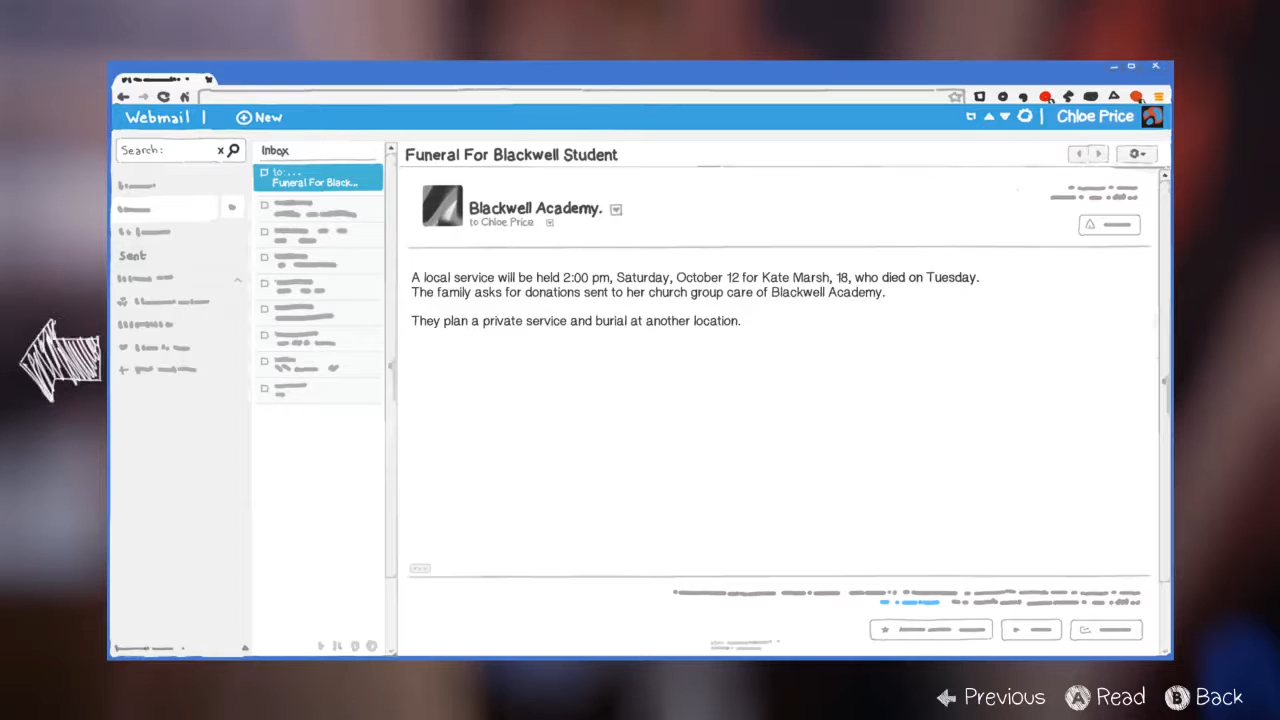 Webmail |
New
Chloe Price
Search: x
Inbox
Funeral For Blackwell Student
to:...
Funeral For Black...
Blackwell Academy.
to Chloe Price
Sent
A local service will be held 2:00 pm, Saturday, October 12 for Kate Marsh, 18, who died on Tuesday.
The family asks for donations sent to her church group care of Blackwell Academy.
They plan a private service and burial at another location.
Previous A Read B Back